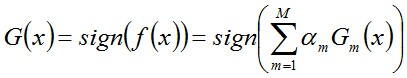 G(x) = sign(f(x)) = sign(∑_{m=1}^{M} α_m G_m(x))